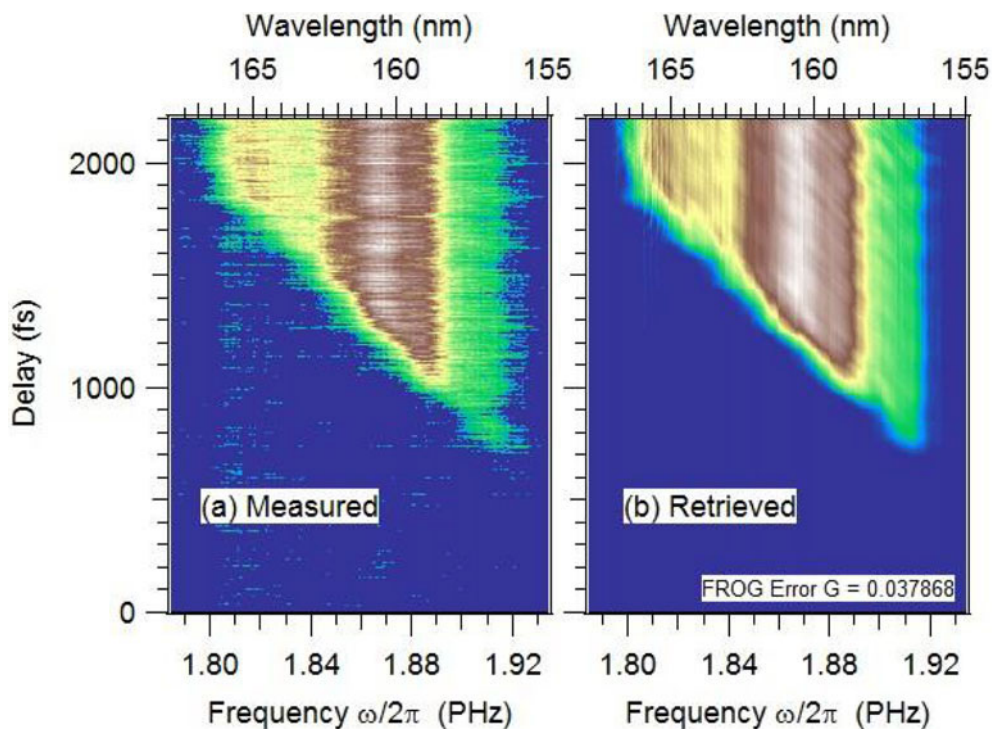 Wavelength (nm)
165 160 155
Wavelength (nm)
165 160 155
Delay (fs)
2000
1000
0
(a) Measured
(b) Retrieved
FROG Error G = 0.037868
1.80 1.84 1.88 1.92
1.80 1.84 1.88 1.92
Frequency ω/2π (PHz)
Frequency ω/2π (PHz)